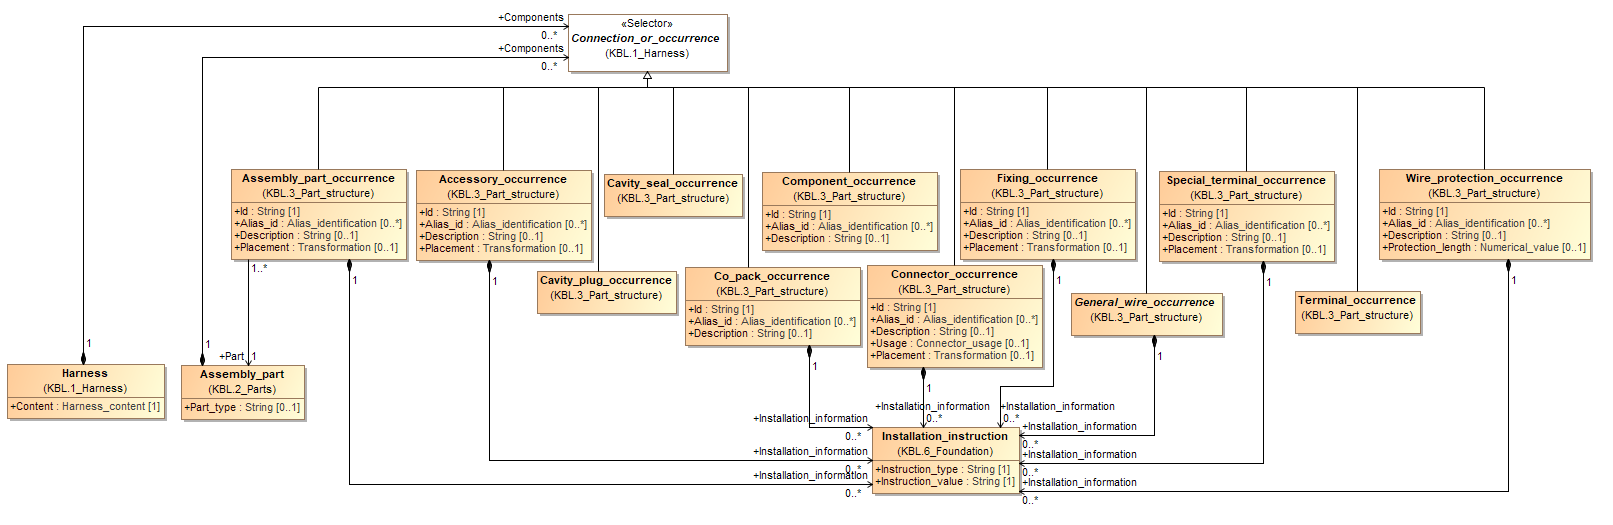 +Components
0..*
+Components
0..*
«Selector»
Connection_or_occurrence
(KBL.1_Harness)
Assembly_part_occurrence
(KBL.3_Part_structure)
+Id : String [1]
+Alias_id : Alias_identification [0..*]
+Description : String [0..1]
+Placement : Transformation [0..1]
Accessory_occurrence
(KBL.3_Part_structure)
+Id : String [1]
+Alias_id : Alias_identification [0..*]
+Description : String [0..1]
+Placement : Transformation [0..1]
Cavity_seal_occurrence
(KBL.3_Part_structure)
Component_occurrence
(KBL.3_Part_structure)
+Id : String [1]
+Alias_id : Alias_identification [0..*]
+Description : String [0..1]
Fixing_occurrence
(KBL.3_Part_structure)
+Id : String [1]
+Alias_id : Alias_identification [0..*]
+Description : String [0..1]
+Placement : Transformation [0..1]
Special_terminal_occurrence
(KBL.3_Part_structure)
+Id : String [1]
+Alias_id : Alias_identification [0..*]
+Description : String [0..1]
+Placement : Transformation [0..1]
Wire_protection_occurrence
(KBL.3_Part_structure)
+Id : String [1]
+Alias_id : Alias_identification [0..*]
+Description : String [0..1]
+Protection_length : Numerical_value [0..1]
Cavity_plug_occurrence
(KBL.3_Part_structure)
Co_pack_occurrence
(KBL.3_Part_structure)
+Id : String [1]
+Alias_id : Alias_identification [0..*]
+Description : String [0..1]
Connector_occurrence
(KBL.3_Part_structure)
+Id : String [1]
+Alias_id : Alias_identification [0..*]
+Description : String [0..1]
+Usage : Connector_usage [0..1]
+Placement : Transformation [0..1]
General_wire_occurrence
(KBL.3_Part_structure)
Terminal_occurrence
(KBL.3_Part_structure)
1..*
1
1
1
1
1
1
1
+Part
1
1
1
1
Harness
(KBL.1_Harness)
+Content : Harness_content [1]
Assembly_part
(KBL.2_Parts)
+Part_type : String [0..1]
+Installation_information
0..*
+Installation_information
0..*
+Installation_information
0..*
+Installation_information
0..*
+Installation_information
0..*
+Installation_information
0..*
+Installation_information
0..*
+Installation_information
0..*
Installation_instruction
(KBL.6_Foundation)
+Instruction_type : String [1]
+Instruction_value : String [1]